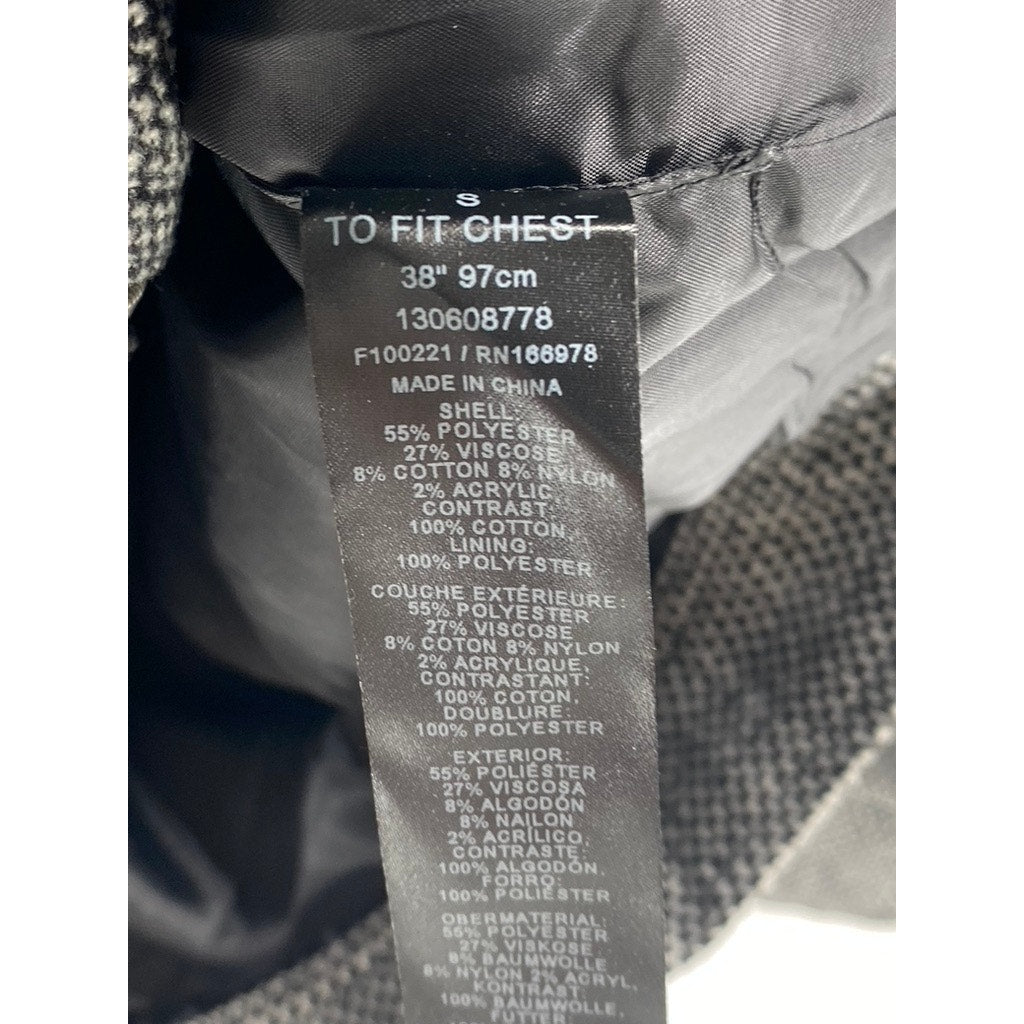 S
TO FIT CHEST
38" 97cm
130608778
F100221 / RN166978
MADE IN CHINA
SHELL:
55% POLYESTER
27% VISCOSE
8% COTTON 8% NYLON
2% ACRYLIC,
CONTRAST:
100% COTTON,
LINING:
100% POLYESTER
COUCHE EXTÉRIEURE:
55% POLYESTER
27% VISCOSE
8% COTON 8% NYLON
2% ACRYLIQUE,
CONTRASTANT:
100% COTON,
DOUBLURE:
100% POLYESTER
EXTERIOR:
55% POLIÉSTER
27% VISCOSA
8% ALGODÓN
8% NAILON
2% ACRÍLICO,
CONTRASTE:
100% ALGODÓN,
FORRO:
100% POLIÉSTER
OBERMATERIAL:
55% POLYESTER
27% VISKOSE
8% BAUMWOLLE
8% NYLON 2% ACRYL,
KONTRAST:
100% BAUMWOLLE,
FUTTER